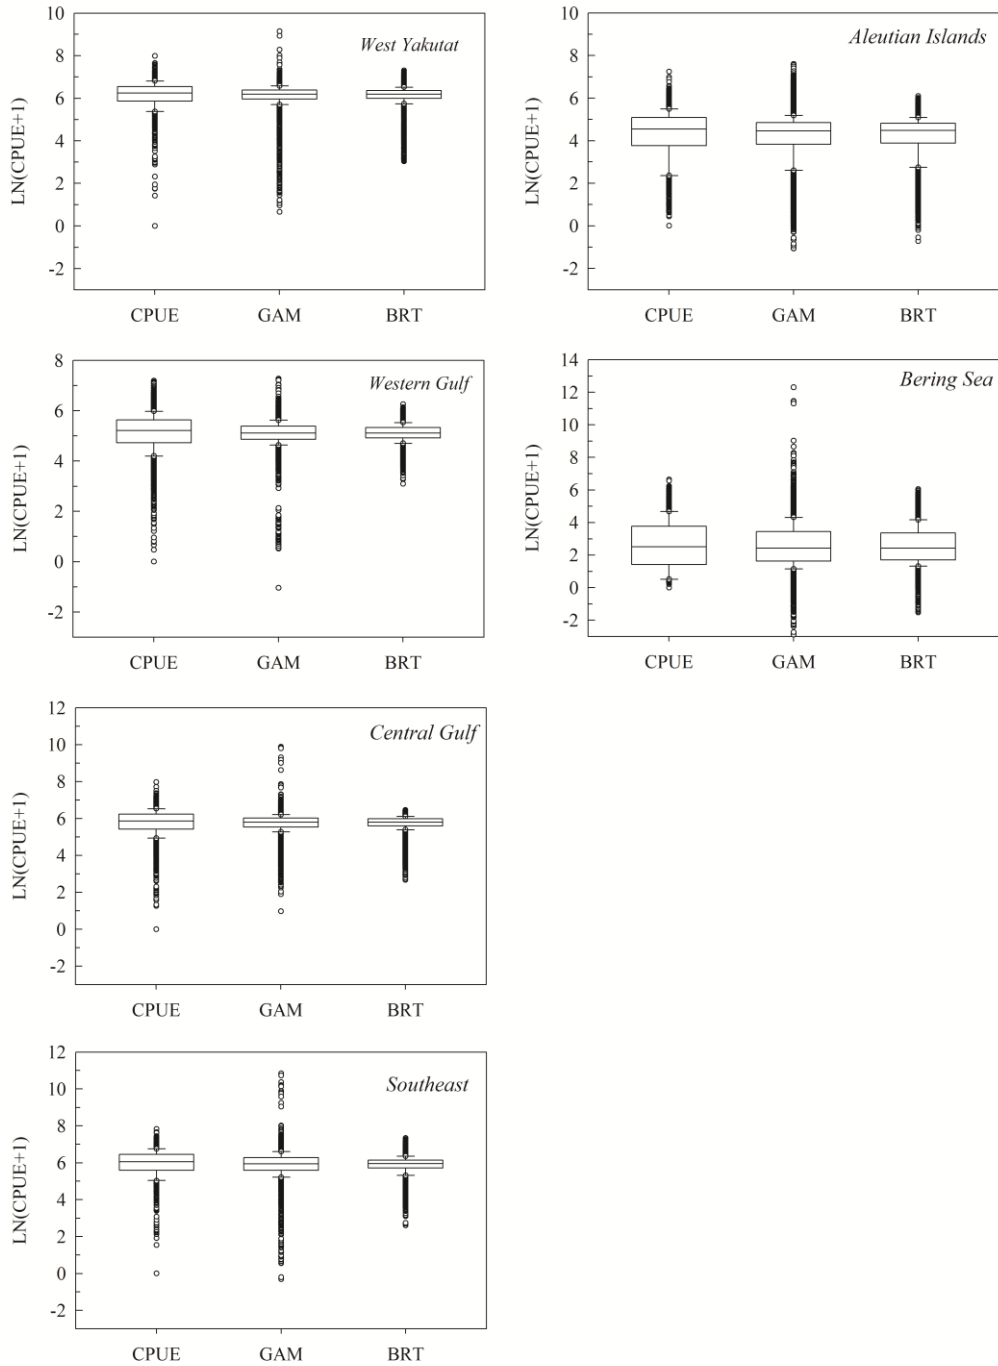 West Yakutat
LN(CPUE+1)
10
8
6
4
2
0
-2
CPUE GAM BRT
Aleutian Islands
LN(CPUE+1)
10
8
6
4
2
0
-2
CPUE GAM BRT
Western Gulf
LN(CPUE+1)
8
6
4
2
0
-2
CPUE GAM BRT
Bering Sea
LN(CPUE+1)
14
12
10
8
6
4
2
0
-2
CPUE GAM BRT
Central Gulf
LN(CPUE+1)
12
10
8
6
4
2
0
-2
CPUE GAM BRT
Southeast
LN(CPUE+1)
12
10
8
6
4
2
0
-2
CPUE GAM BRT